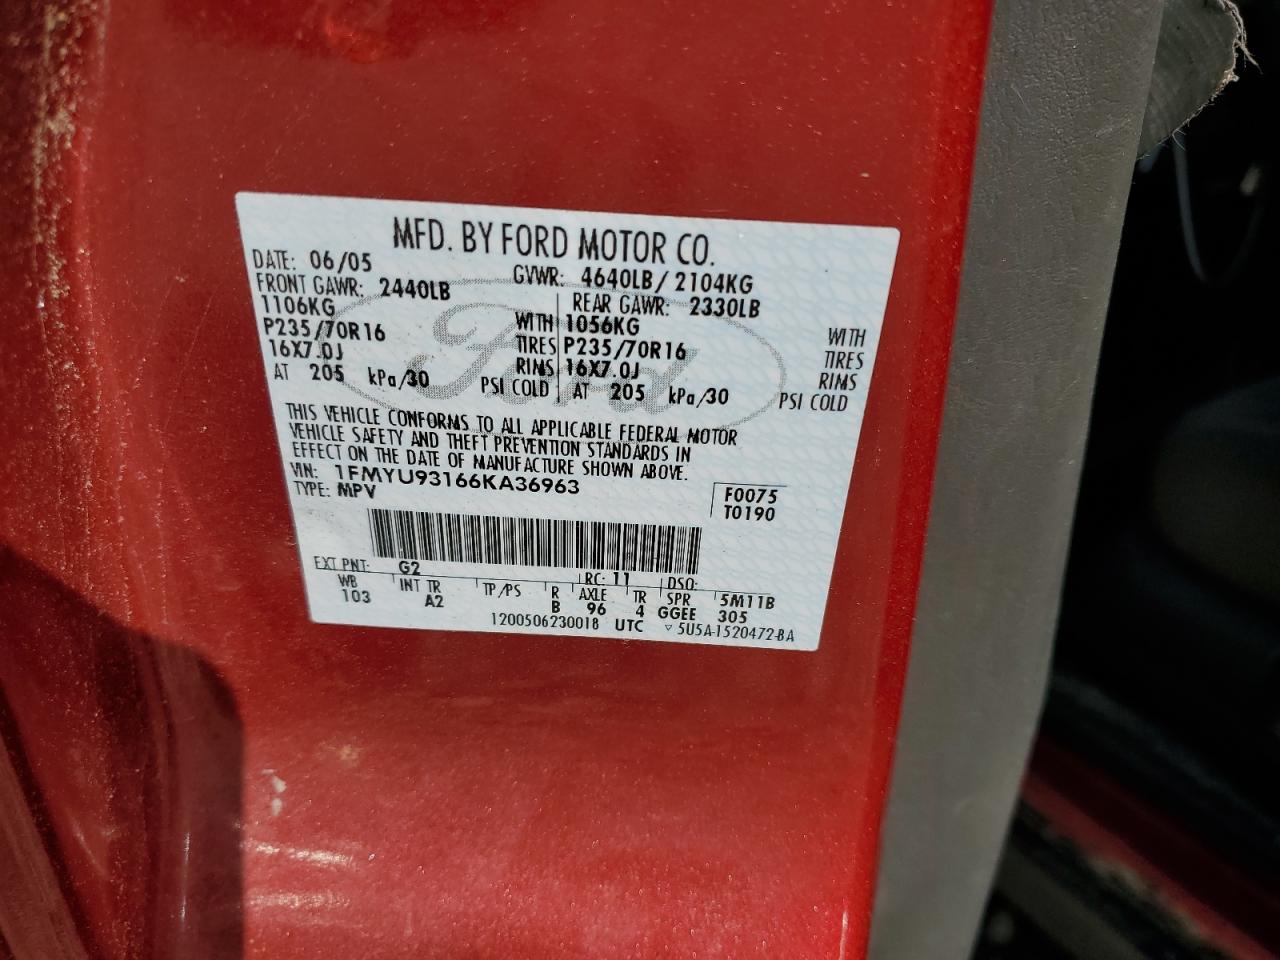 MFD. BY FORD MOTOR CO.
DATE: 06/05 GVWR: 4640LB/ 2104KG
FRONT GAWR: 2440LB REAR GAWR: 2330LB
1106KG WITH 1056KG WITH
P235/70R16 TIRES P235/70R16 TIRES
16X7.0J RIMS 16X7.0J RIMS
AT 205 kPa/30 PSI COLD AT 205 kPa/30 PSI COLD
Ford
THIS VEHICLE CONFORMS TO ALL APPLICABLE FEDERAL MOTOR
VEHICLE SAFETY AND THEFT PREVENTION STANDARDS IN
EFFECT ON THE DATE OF MANUFACTURE SHOWN ABOVE.
VIN: 1FMYU93166KA36963
TYPE: MPV
F0075
T0190
EXT PNT: G2 RC: 11 DSO:
WB INT TR TP/PS R AXLE TR SPR 5M11B
103 A2 B 96 4 GGEE 305
1200506230018 UTC ▽ 5U5A-1520472-BA